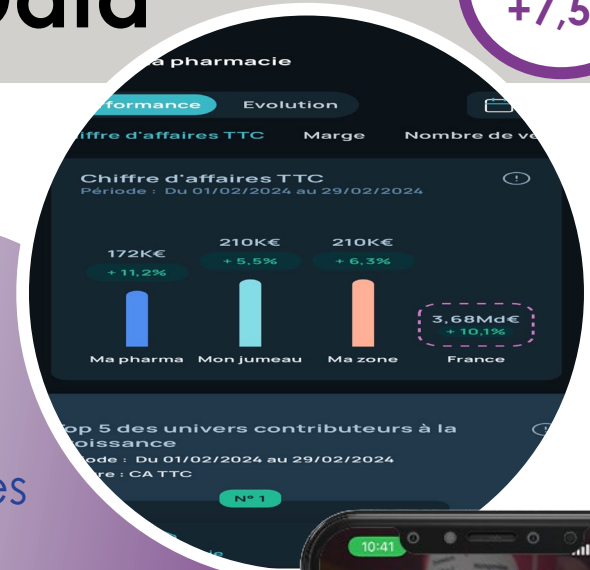 +7,5
a pharmacie
formance Evolution
iffre d'affaires TTC Marge Nombre de ve
Chiffre d'affaires TTC
Période : Du 01/02/2024 au 29/02/2024
172K€ 210K€ 210K€
+ 11,2% + 5,5% + 6,3%
3,68Md€
+ 10,1%
Ma pharma Mon jumeau Ma zone France
op 5 des univers contributeurs à la
oissance
ode : Du 01/02/2024 au 29/02/2024
re : CA TTC
es
N° 1
10:41